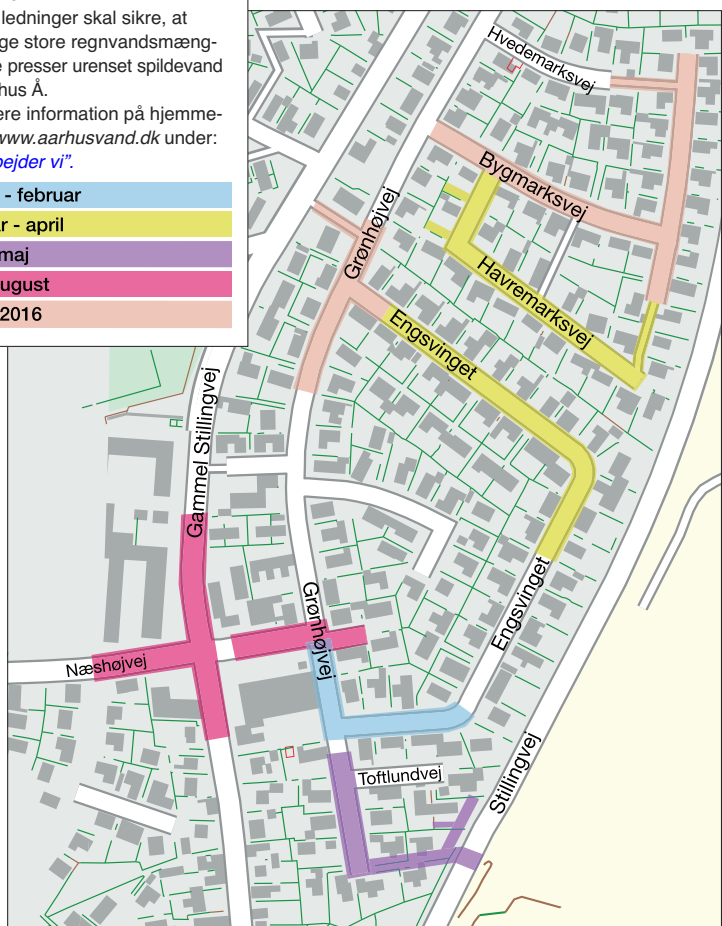 ledninger skal sikre, at
ge store regnvandsmæng-
presser urenset spildevand
hus Å.
ere information på hjemme-
www.aarhusvand.dk under:
bejder vi”.
- februar
r - april
maj
ugust
2016
Hvedemarksvej
Bygmarksvej
Grønhøjvej
Havremarksvej
Engsvinget
Gammel Stillingvej
Engsvinget
Grønhøjvej
Næshøjvej
Toftlundvej
Stillingvej